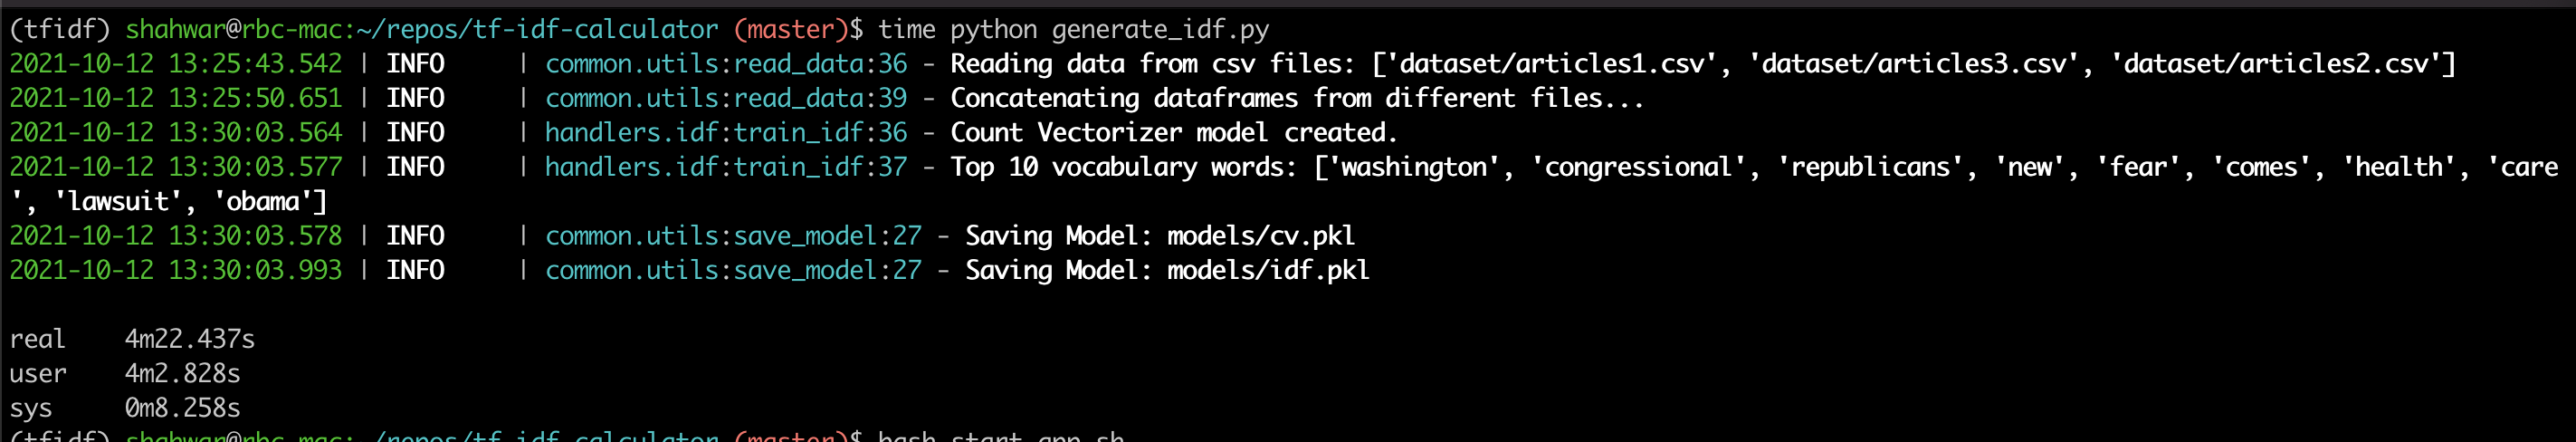 (tfidf) shahwar@rbc-mac:~/repos/tf-idf-calculator (master)$ time python generate_idf.py
2021-10-12 13:25:43.542 | INFO     | common.utils:read_data:36 - Reading data from csv files: ['dataset/articles1.csv', 'dataset/articles3.csv', 'dataset/articles2.csv']
2021-10-12 13:25:50.651 | INFO     | common.utils:read_data:39 - Concatenating dataframes from different files...
2021-10-12 13:30:03.564 | INFO     | handlers.idf:train_idf:36 - Count Vectorizer model created.
2021-10-12 13:30:03.577 | INFO     | handlers.idf:train_idf:37 - Top 10 vocabulary words: ['washington', 'congressional', 'republicans', 'new', 'fear', 'comes', 'health', 'care
', 'lawsuit', 'obama']
2021-10-12 13:30:03.578 | INFO     | common.utils:save_model:27 - Saving Model: models/cv.pkl
2021-10-12 13:30:03.993 | INFO     | common.utils:save_model:27 - Saving Model: models/idf.pkl
real    4m22.437s
user    4m2.828s
sys     0m8.258s
(tfidf) shahwar@rbc-mac:~/repos/tf-idf-calculator (master)$ bash start_app.sh